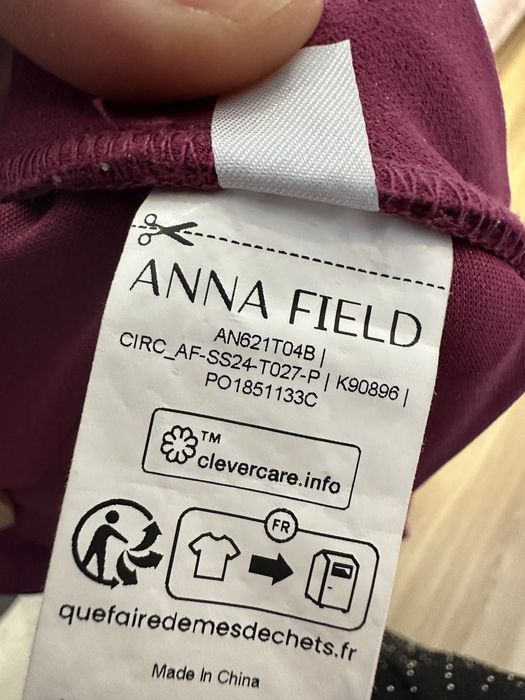 ANNA FIELD
AN621T04B |
CIRC_AF-SS24-T027-P | K90896 |
PO1851133C
TM
clevercare.info
FR
quefairedemesdechets.fr
Made In China